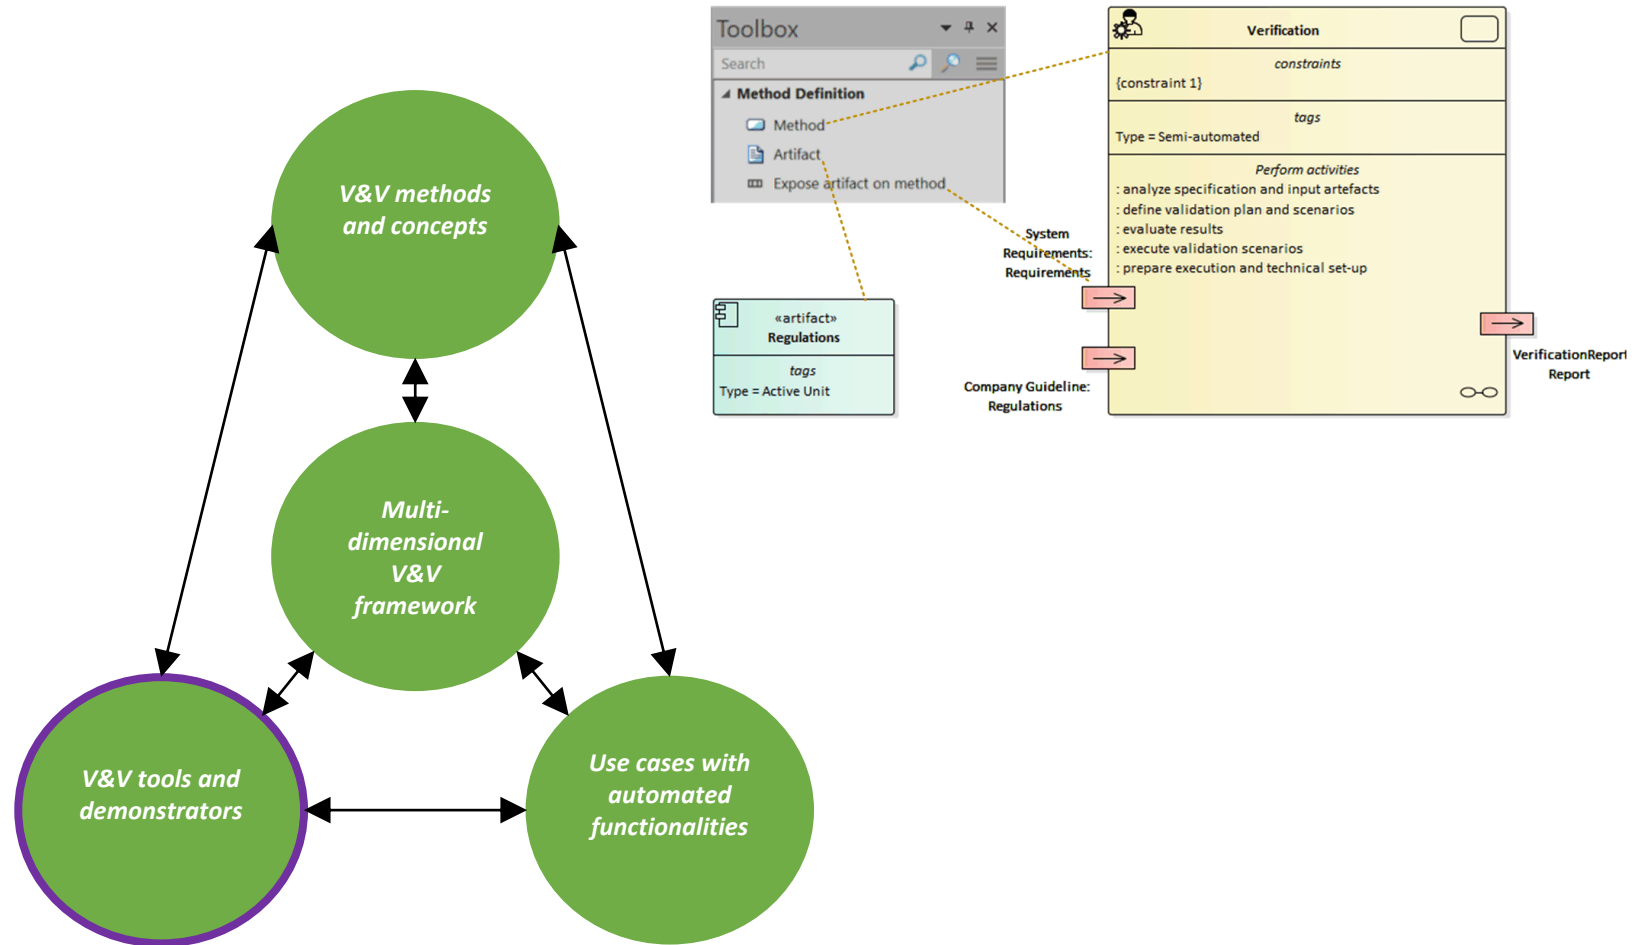 V&V methods
and concepts
Multi-
dimensional
V&V
framework
V&V tools and
demonstrators
Use cases with
automated
functionalities
Toolbox
Search
Method Definition
Method
Artifact
Expose artifact on method
«artifact»
Regulations
tags
Type = Active Unit
Verification
constraints
{constraint 1}
tags
Type = Semi-automated
Perform activities
: analyze specification and input artefacts
: define validation plan and scenarios
: evaluate results
: execute validation scenarios
: prepare execution and technical set-up
System
Requirements:
Requirements
Company Guideline:
Regulations
VerificationReport
Report